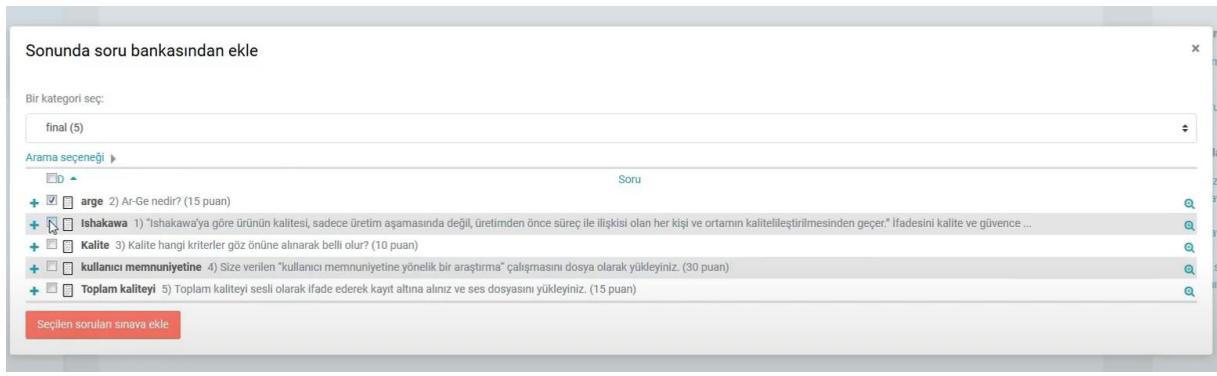 Sonunda soru bankasından ekle
×
Bir kategori seç:
final (5)
Arama seçeneği
D Soru
arge 2) Ar-Ge nedir? (15 puan)
Ishakawa 1) "Ishakawa'ya göre ürünün kalitesi, sadece üretim aşamasında değil, üretimden önce süreç ile ilişkisi olan her kişi ve ortamın kalitelileştirilmesinden geçer." İfadesini kalite ve güvence ...
Kalite 3) Kalite hangi kriterler göz önüne alınarak belli olur? (10 puan)
kullanıcı memnuniyetine 4) Size verilen "kullanıcı memnuniyetine yönelik bir araştırma" çalışmasını dosya olarak yükleyiniz. (30 puan)
Toplam kaliteyi 5) Toplam kaliteyi sesli olarak ifade ederek kayıt altına alınız ve ses dosyasını yükleyiniz. (15 puan)
Seçilen soruları sınava ekle